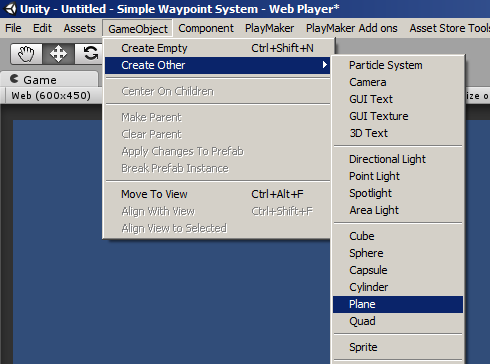 Unity - Untitled - Simple Waypoint System - Web Player*
File Edit Assets GameObject Component PlayMaker PlayMaker Add ons Asset Store Tools
Game
Web (600x450)
ize o
Create Empty Ctrl+Shift+N
Create Other
Center On Children
Make Parent
Clear Parent
Apply Changes To Prefab
Break Prefab Instance
Move To View Ctrl+Alt+F
Align With View Ctrl+Shift+F
Align View to Selected
Particle System
Camera
GUI Text
GUI Texture
3D Text
Directional Light
Point Light
Spotlight
Area Light
Cube
Sphere
Capsule
Cylinder
Plane
Quad
Sprite